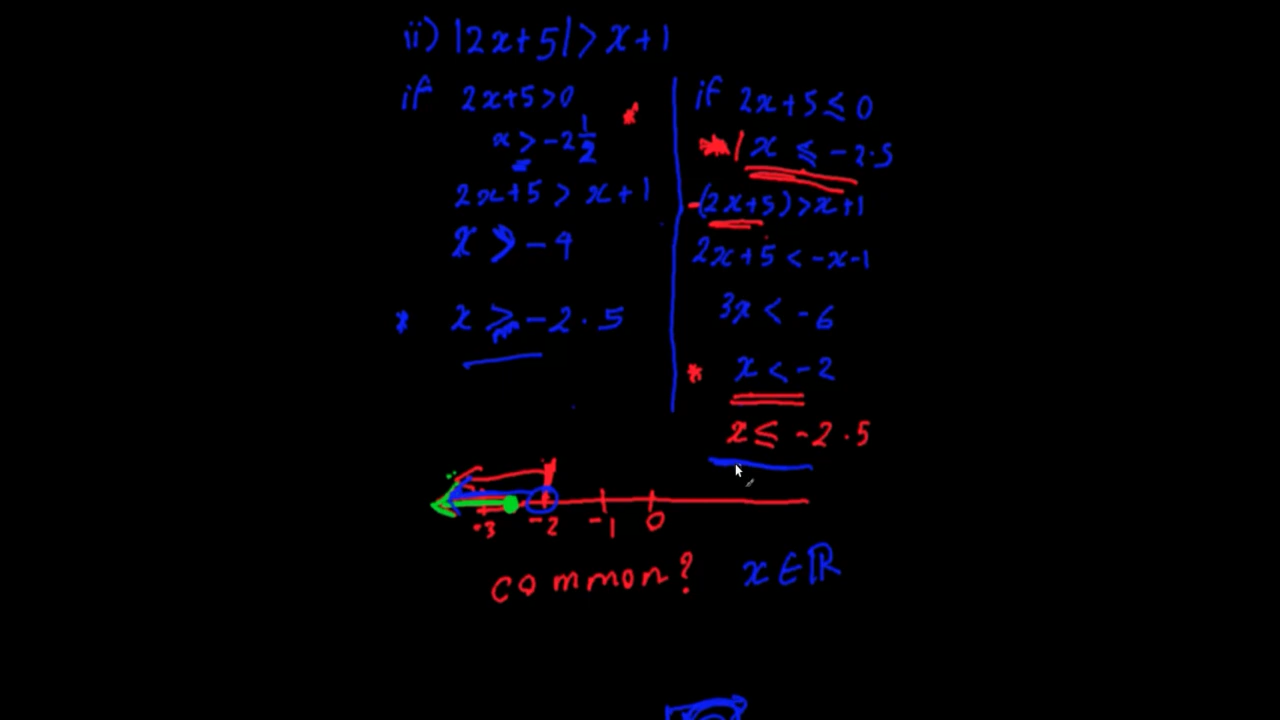 ii) |2x+5| > x+1
if 2x+5>0
x > -2 1/2
2x+5 > x+1
x > -4
* x ≥ -2.5
if 2x+5 ≤ 0
x ≤ -2.5
-(2x+5) > x+1
2x+5 < -x-1
3x < -6
* x < -2
x ≤ -2.5
-3 -2 -1 0
common? x∈ℝ